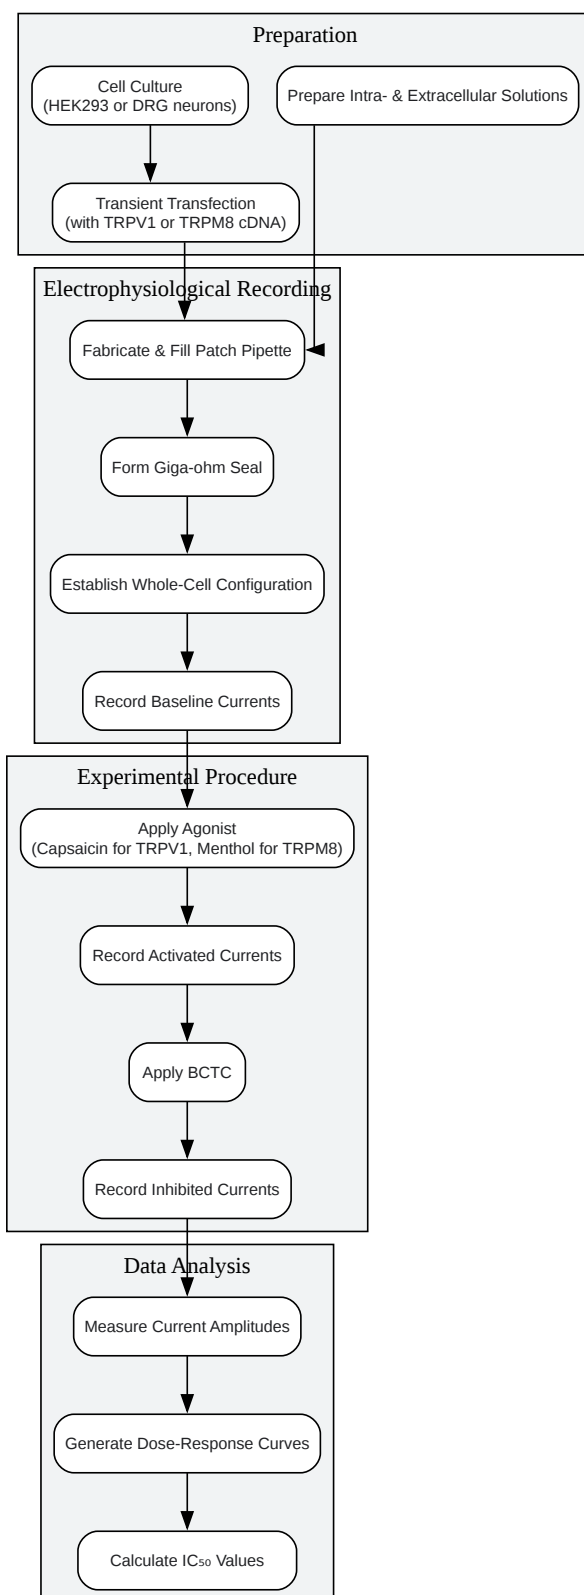 Preparation
Cell Culture
(HEK293 or DRG neurons)
Prepare Intra- & Extracellular Solutions
Transient Transfection
(with TRPV1 or TRPM8 cDNA)
Electrophysiological Recording
Fabricate & Fill Patch Pipette
Form Giga-ohm Seal
Establish Whole-Cell Configuration
Record Baseline Currents
Experimental Procedure
Apply Agonist
(Capsaicin for TRPV1, Menthol for TRPM8)
Record Activated Currents
Apply BCTC
Record Inhibited Currents
Data Analysis
Measure Current Amplitudes
Generate Dose-Response Curves
Calculate IC₅₀ Values